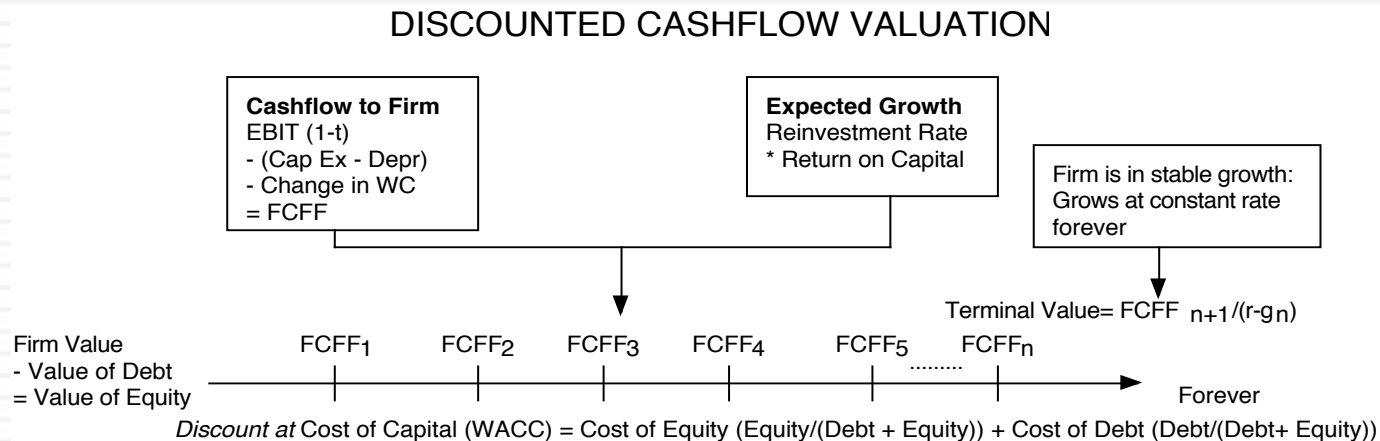 DISCOUNTED CASHFLOW VALUATION
Cashflow to Firm
EBIT (1-t)
- (Cap Ex - Depr)
- Change in WC
= FCFF
Expected Growth
Reinvestment Rate
* Return on Capital
Firm is in stable growth:
Grows at constant rate
forever
Terminal Value= FCFF n+1/(r-gn)
FCFF1 FCFF2 FCFF3 FCFF4 FCFF5 FCFFn
.........
Firm Value
- Value of Debt
= Value of Equity
Forever
Discount at Cost of Capital (WACC) = Cost of Equity (Equity/(Debt + Equity)) + Cost of Debt (Debt/(Debt+ Equity))